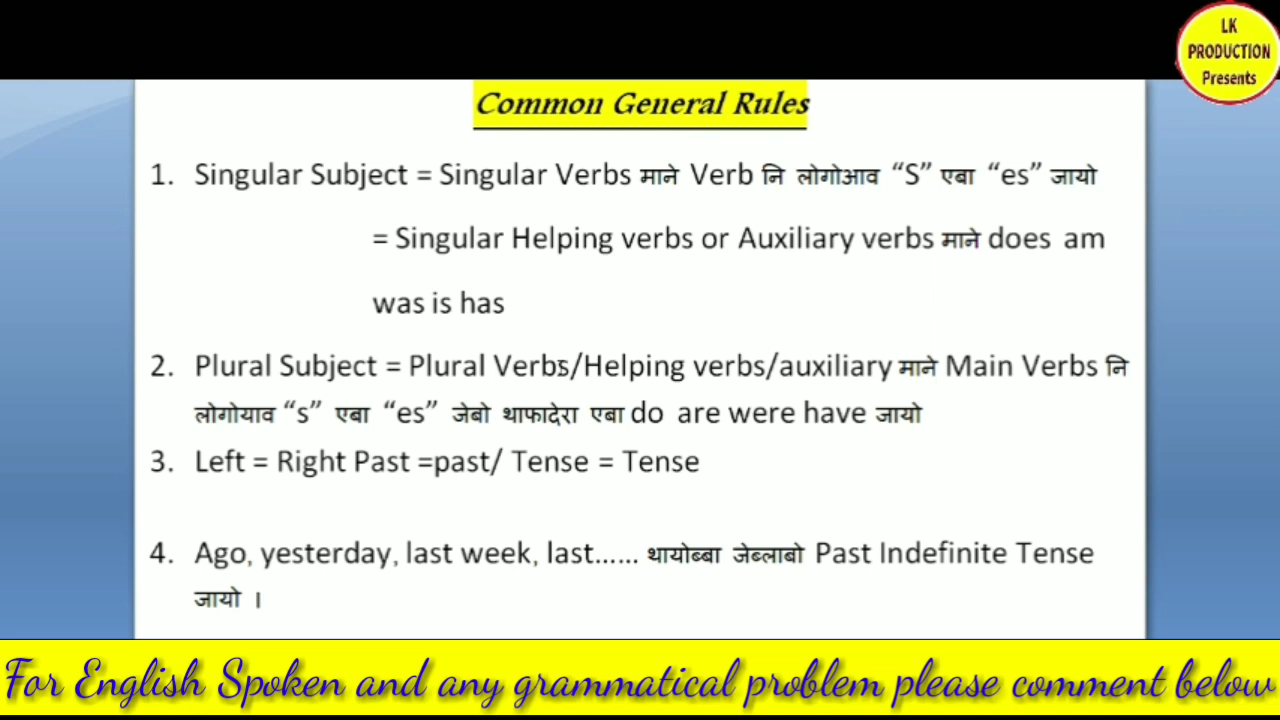 LK
PRODUCTION
Presents
Common General Rules
1. Singular Subject = Singular Verbs माने Verb नि लोगोआव “S” एबा “es” जायो
= Singular Helping verbs or Auxiliary verbs माने does am
was is has
2. Plural Subject = Plural Verbs/Helping verbs/auxiliary माने Main Verbs नि
लोगोयाव “s” एबा “es” जेबो थाफादेरा एबा do are were have जायो
3. Left = Right Past =past/ Tense = Tense
4. Ago, yesterday, last week, last...... थायोब्बा जेब्लाबो Past Indefinite Tense
जायो ।
For English Spoken and any grammatical problem please comment below